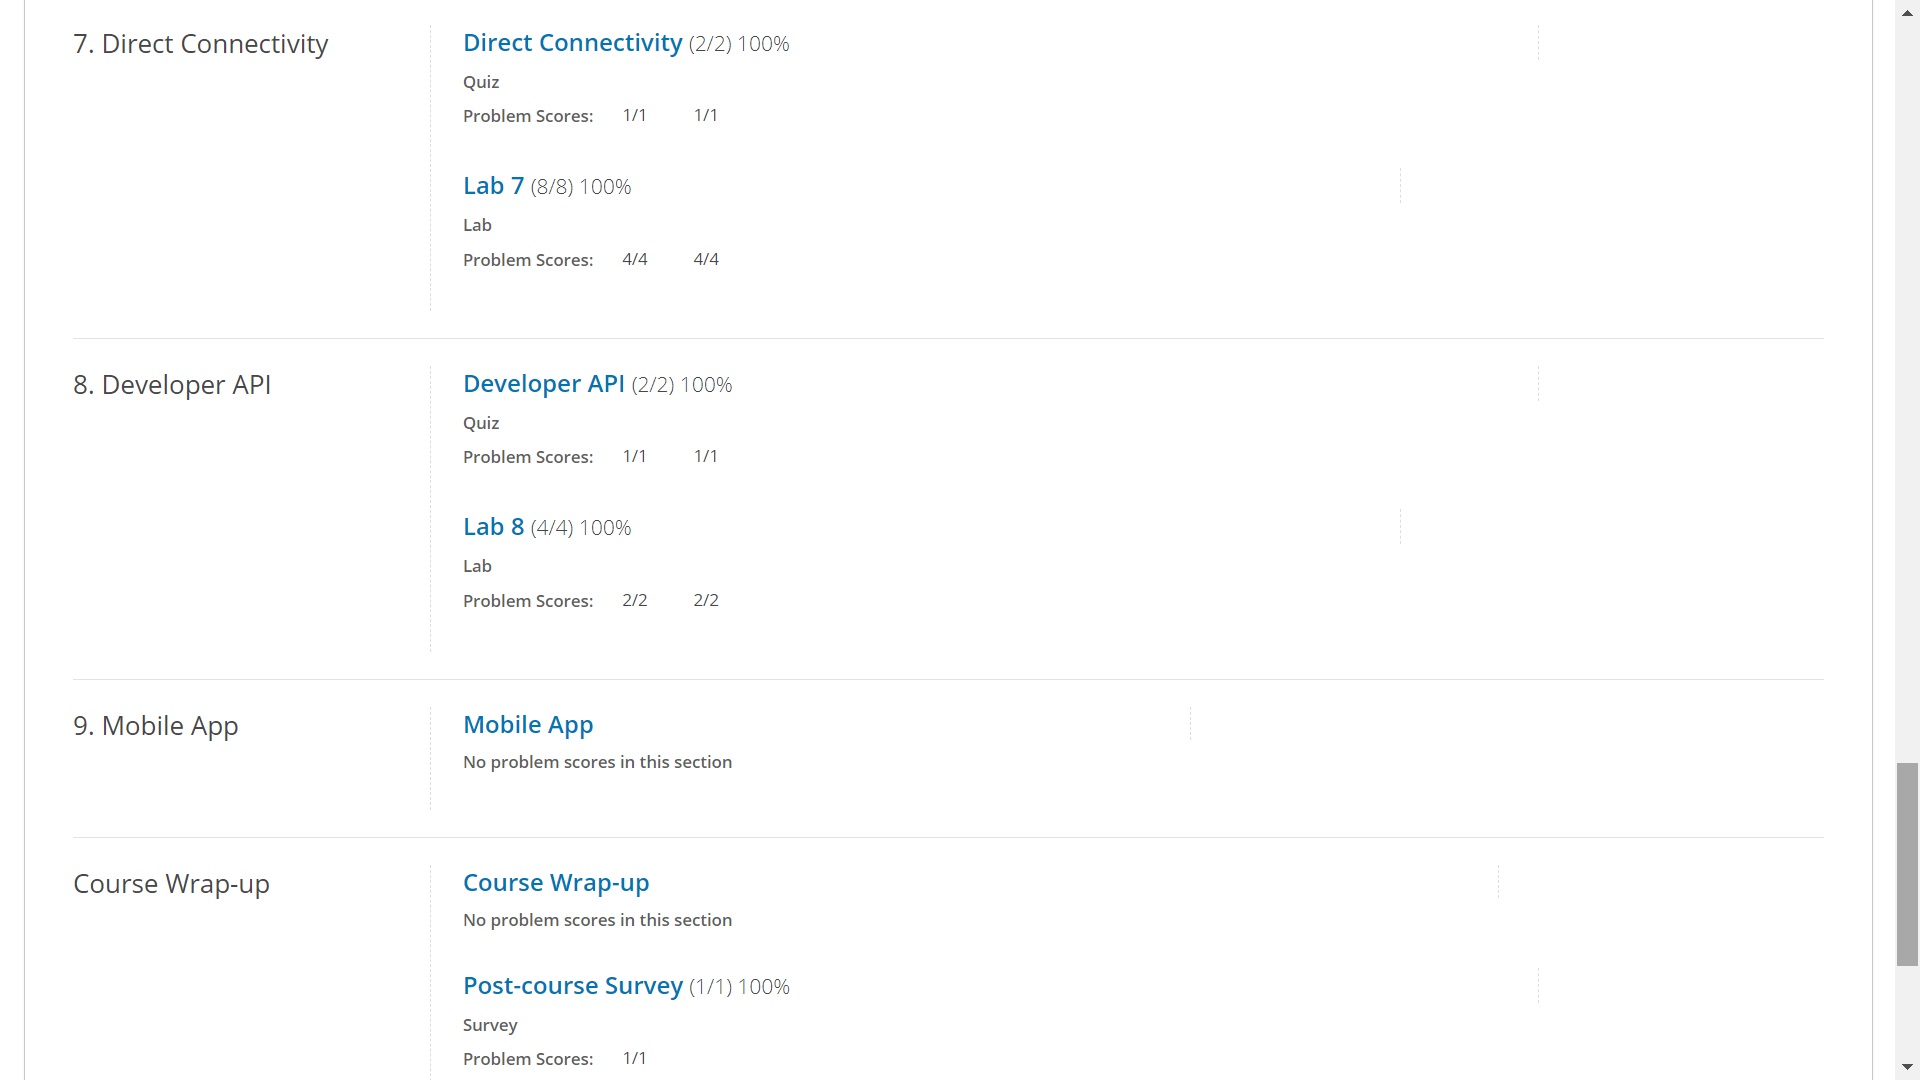 7. Direct Connectivity
Direct Connectivity (2/2) 100%
Quiz
Problem Scores: 1/1 1/1
Lab 7 (8/8) 100%
Lab
Problem Scores: 4/4 4/4
8. Developer API
Developer API (2/2) 100%
Quiz
Problem Scores: 1/1 1/1
Lab 8 (4/4) 100%
Lab
Problem Scores: 2/2 2/2
9. Mobile App
Mobile App
No problem scores in this section
Course Wrap-up
Course Wrap-up
No problem scores in this section
Post-course Survey (1/1) 100%
Survey
Problem Scores: 1/1